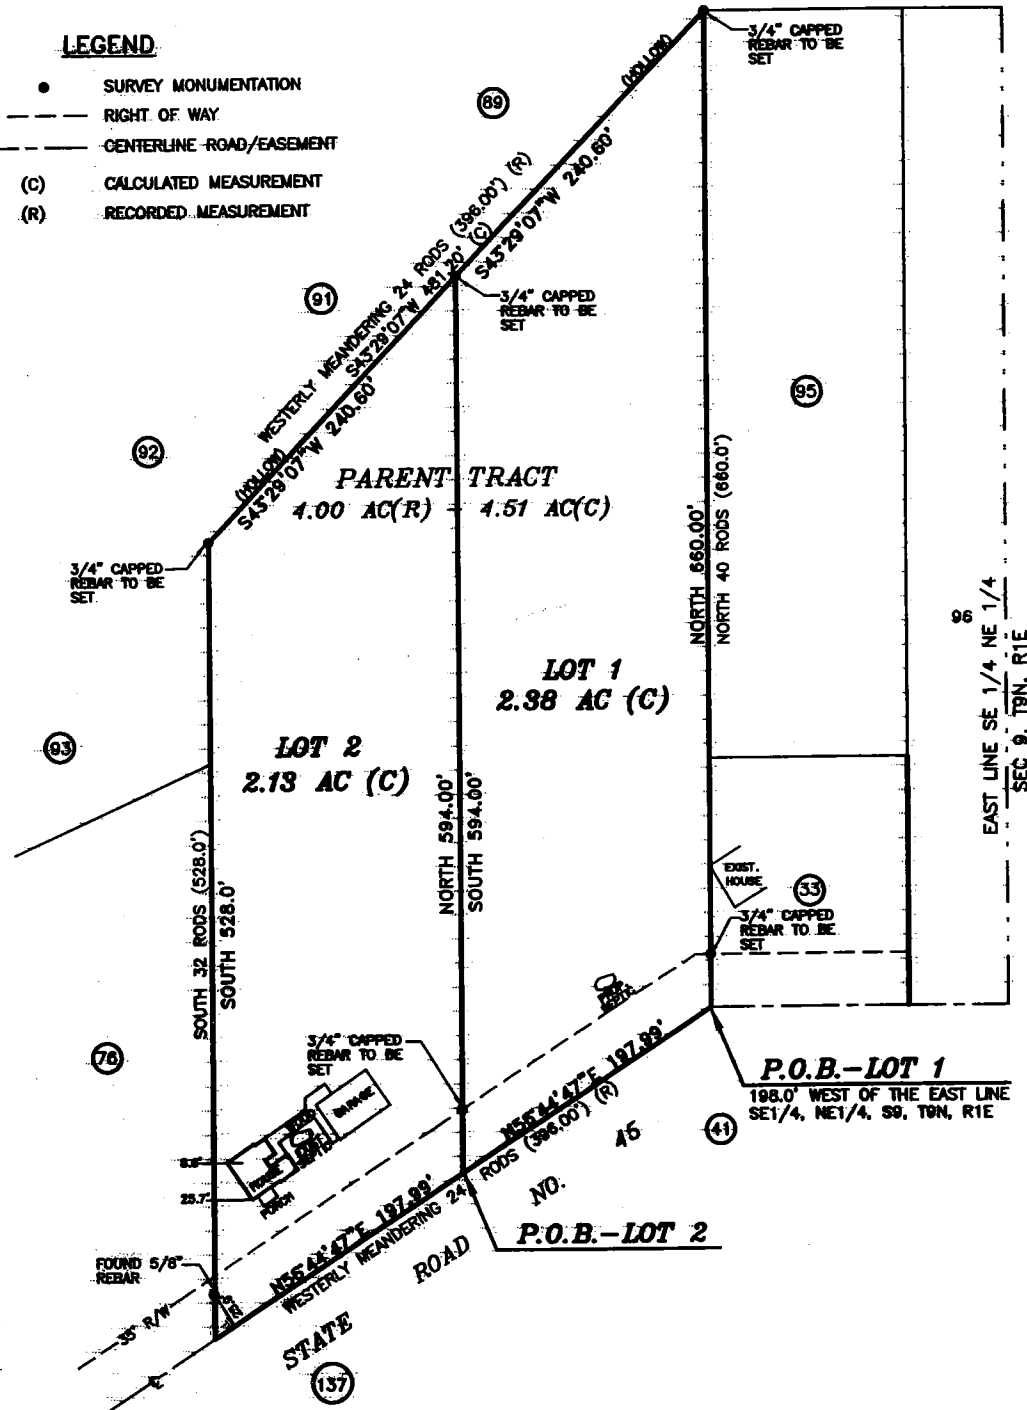 LEGEND
SURVEY MONUMENTATION
RIGHT OF WAY
CENTERLINE ROAD/EASEMENT
(C) CALCULATED MEASUREMENT
(R) RECORDED MEASUREMENT
3/4" CAPPED
REBAR TO BE
SET
(HOLLOW)
89
WESTERLY MEANDERING 24 RODS (396.00') (R)
S43°29'07"W 481.20' (C)
S43°29'07"W 240.60'
91
3/4" CAPPED
REBAR TO BE
SET
95
92
(HOLLOW)
S43°29'07"W 240.60'
PARENT TRACT
4.00 AC(R) - 4.51 AC(C)
3/4" CAPPED
REBAR TO BE
SET
NORTH 660.00'
NORTH 40 RODS (660.0')
96
EAST LINE SE 1/4 NE 1/4
SEC 9, T9N, R1E
LOT 1
2.38 AC (C)
93
LOT 2
2.13 AC (C)
NORTH 594.00'
SOUTH 594.00'
SOUTH 32 RODS (528.0')
SOUTH 528.0'
EXIST.
HOUSE
33
3/4" CAPPED
REBAR TO BE
SET
SEPTIC
76
3/4" CAPPED
REBAR TO BE
SET
P.O.B.-LOT 1
198.0' WEST OF THE EAST LINE
SE1/4, NE1/4, S9, T9N, R1E
41
N56°44'47"E 197.99'
WESTERLY MEANDERING 24 RODS (396.00') (R)
N56°44'47"E 197.99'
GARAGE
HOUSE
SEPTIC
PORCH
25.7'
P.O.B.-LOT 2
FOUND 5/8"
REBAR
35' R/W
STATE ROAD NO. 45
137